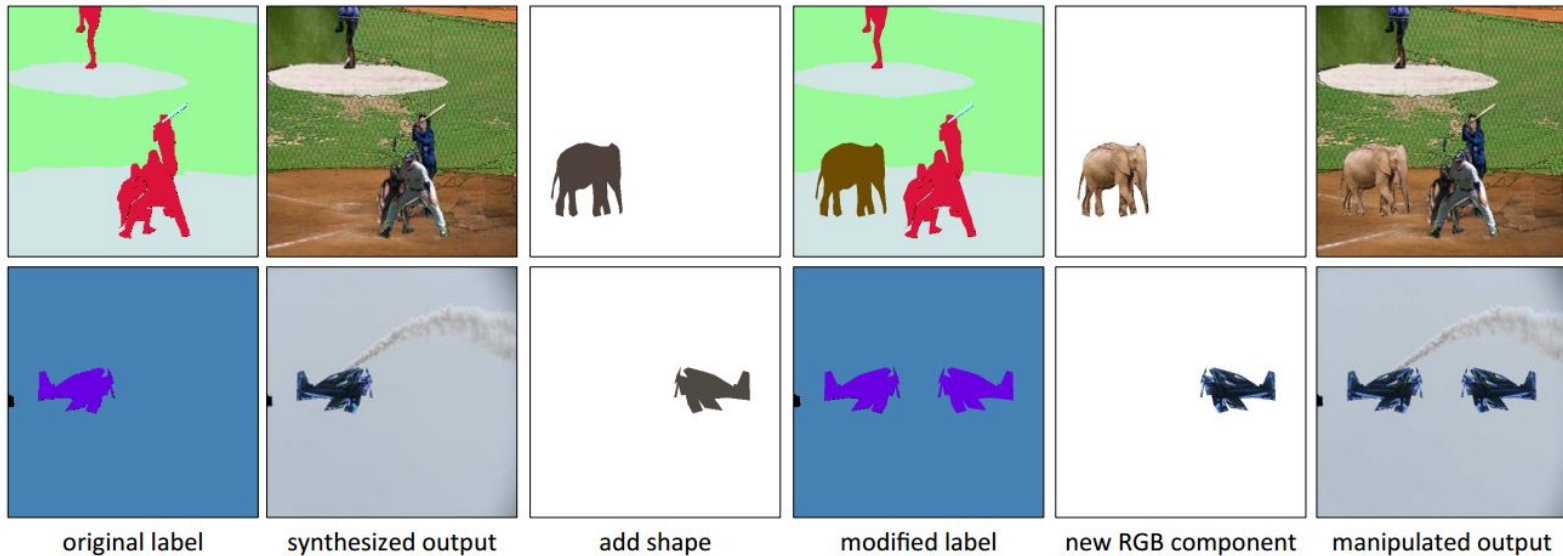 original label
synthesized output
add shape
modified label
new RGB component
manipulated output